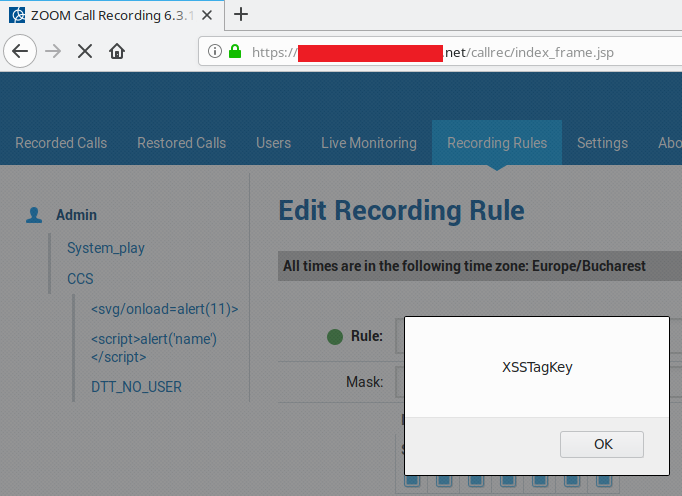 ZOOM Call Recording 6.3.1
https:// .net/callrec/index_frame.jsp
Recorded Calls Restored Calls Users Live Monitoring Recording Rules Settings Abo
Admin
System_play
CCS
<svg/onload=alert(11)>
<script>alert('name')
</script>
DTT_NO_USER
Edit Recording Rule
All times are in the following time zone: Europe/Bucharest
Rule:
Mask:
XSSTagKey
OK